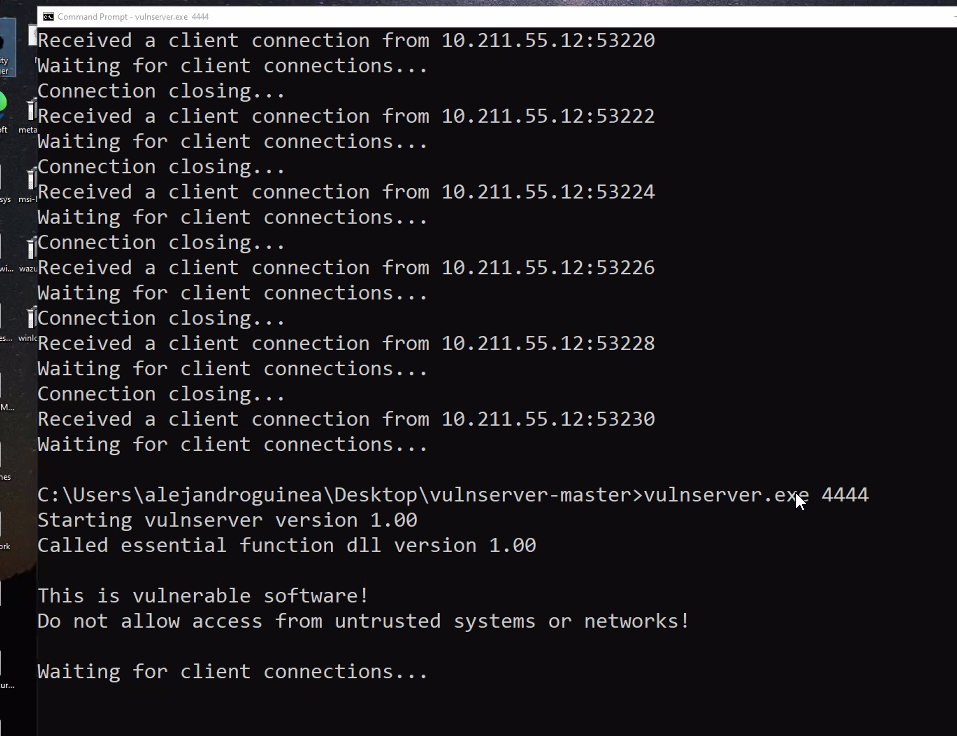 Command Prompt - vulnserver.exe 4444
Received a client connection from 10.211.55.12:53220
Waiting for client connections...
Connection closing...
Received a client connection from 10.211.55.12:53222
Waiting for client connections...
Connection closing...
Received a client connection from 10.211.55.12:53224
Waiting for client connections...
Connection closing...
Received a client connection from 10.211.55.12:53226
Waiting for client connections...
Connection closing...
Received a client connection from 10.211.55.12:53228
Waiting for client connections...
Connection closing...
Received a client connection from 10.211.55.12:53230
Waiting for client connections...
C:\Users\alejandroguinea\Desktop\vulnserver-master>vulnserver.exe 4444
Starting vulnserver version 1.00
Called essential function dll version 1.00
This is vulnerable software!
Do not allow access from untrusted systems or networks!
Waiting for client connections...